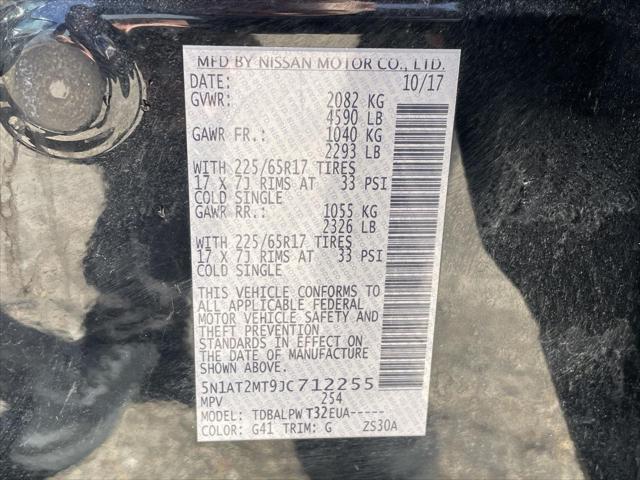 MFD BY NISSAN MOTOR CO., LTD.
DATE: 10/17
GVWR: 2082 KG
4590 LB
GAWR FR.: 1040 KG
2293 LB
WITH 225/65R17 TIRES
17 X 7J RIMS AT 33 PSI
COLD SINGLE
GAWR RR.: 1055 KG
2326 LB
WITH 225/65R17 TIRES
17 X 7J RIMS AT 33 PSI
COLD SINGLE
THIS VEHICLE CONFORMS TO
ALL APPLICABLE FEDERAL
MOTOR VEHICLE SAFETY AND
THEFT PREVENTION
STANDARDS IN EFFECT ON
THE DATE OF MANUFACTURE
SHOWN ABOVE.
5N1AT2MT9JC712255
MPV 254
MODEL: TDBALPW T32EUA-----
COLOR: G41 TRIM: G ZS30A